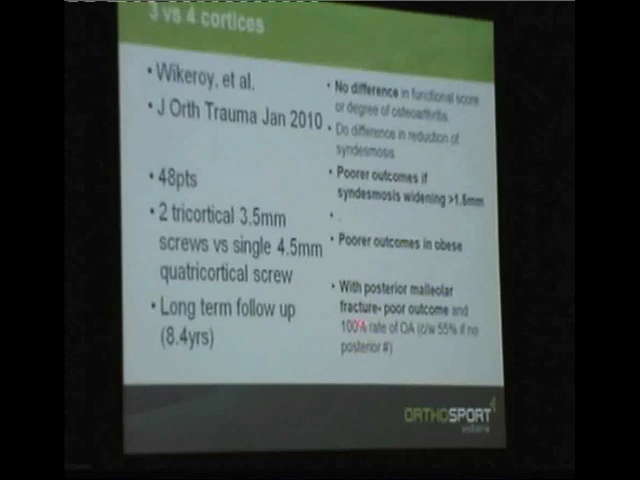 3 vs 4 cortices
• Wikeroy, et al.
• J Orth Trauma Jan 2010
• 48pts
• 2 tricortical 3.5mm
screws vs single 4.5mm
quatricortical screw
• Long term follow up
(8.4yrs)
• No difference in functional score
or degree of osteoarthritis.
• Do difference in reduction of
syndesmosis
• Poorer outcomes if
syndesmosis widening >1.5mm
• .
• Poorer outcomes in obese
• With posterior malleolar
fracture- poor outcome and
100% rate of OA (c/w 55% if no
posterior #)
ORTHOSPORT